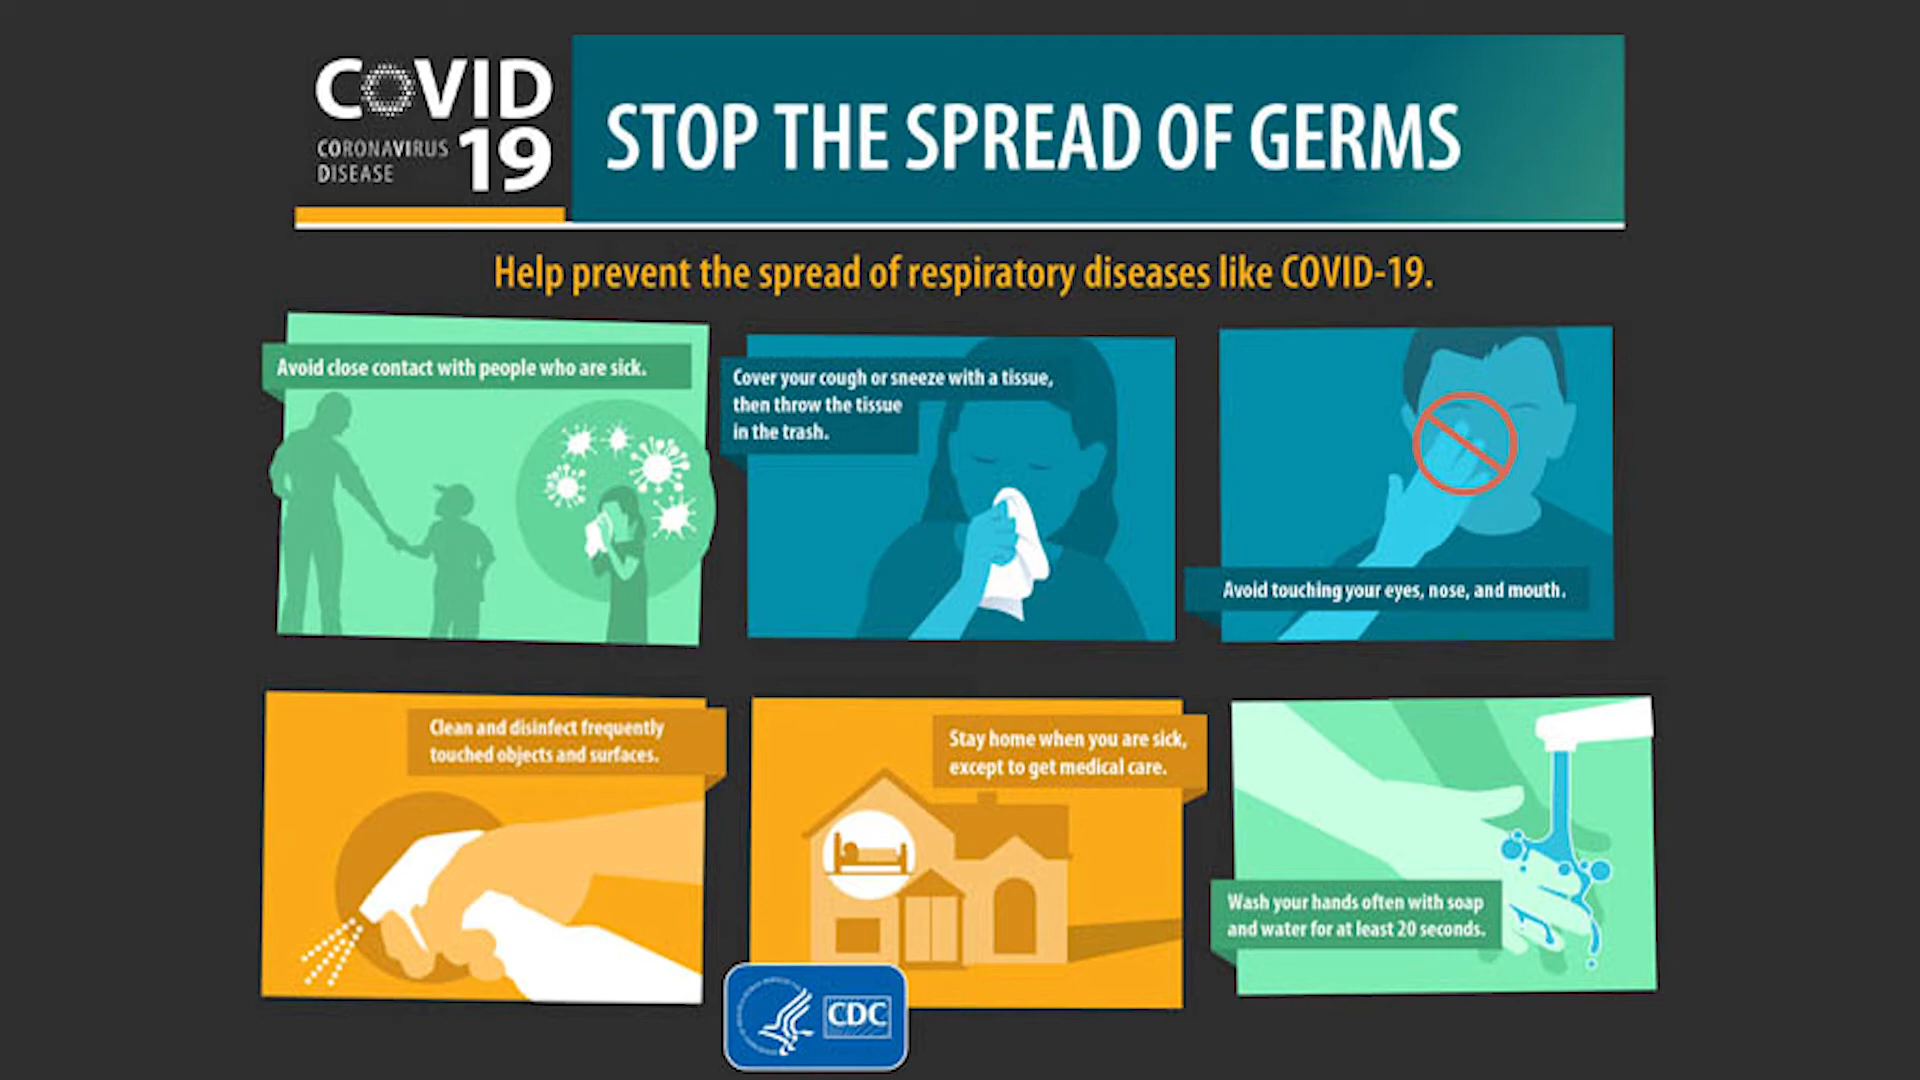 COVID
CORONAVIRUS
DISEASE
19
STOP THE SPREAD OF GERMS
Help prevent the spread of respiratory diseases like COVID-19.
Avoid close contact with people who are sick.
Cover your cough or sneeze with a tissue,
then throw the tissue
in the trash.
Avoid touching your eyes, nose, and mouth.
Clean and disinfect frequently
touched objects and surfaces.
Stay home when you are sick,
except to get medical care.
Wash your hands often with soap
and water for at least 20 seconds.
CDC